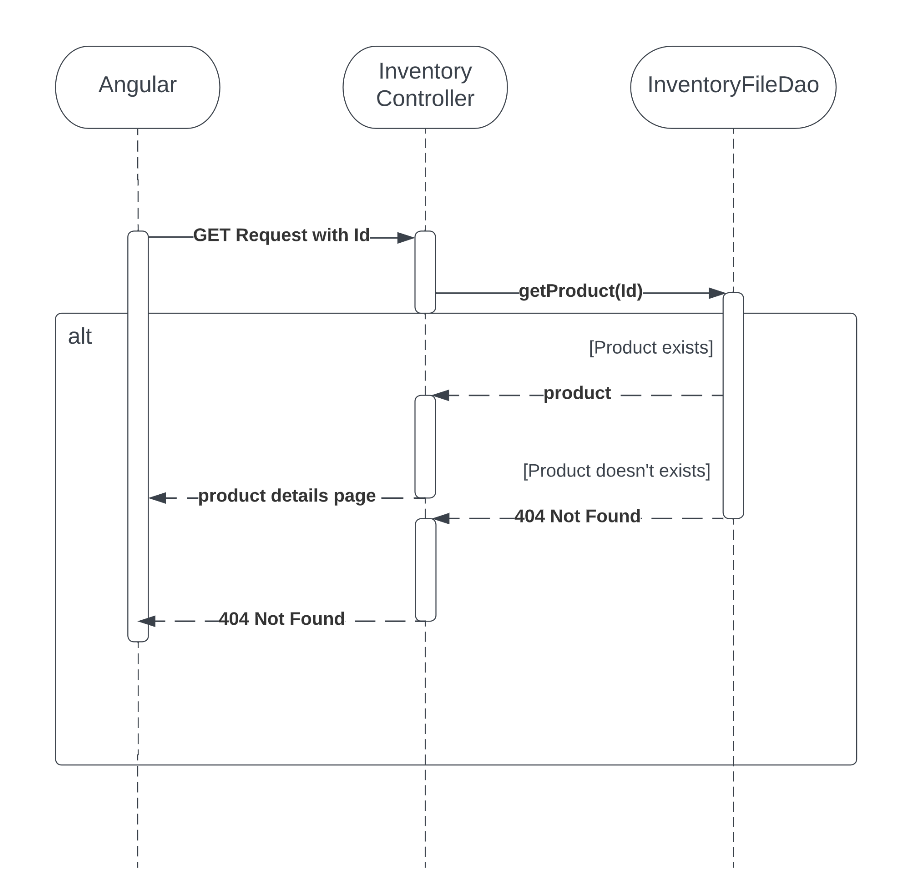 Angular
Inventory
Controller
InventoryFileDao
GET Request with Id
getProduct(Id)
alt
[Product exists]
product
[Product doesn't exists]
product details page
404 Not Found
404 Not Found